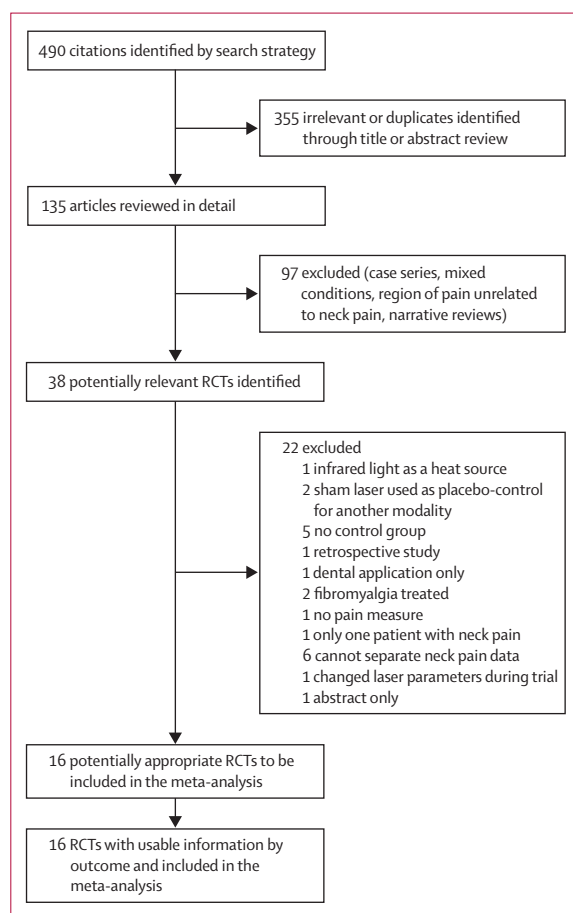 490 citations identified by search strategy
355 irrelevant or duplicates identified
through title or abstract review
135 articles reviewed in detail
97 excluded (case series, mixed
conditions, region of pain unrelated
to neck pain, narrative reviews)
38 potentially relevant RCTs identified
22 excluded
1 infrared light as a heat source
2 sham laser used as placebo-control
for another modality
5 no control group
1 retrospective study
1 dental application only
2 fibromyalgia treated
1 no pain measure
1 only one patient with neck pain
6 cannot separate neck pain data
1 changed laser parameters during trial
1 abstract only
16 potentially appropriate RCTs to be
included in the meta-analysis
16 RCTs with usable information by
outcome and included in the
meta-analysis